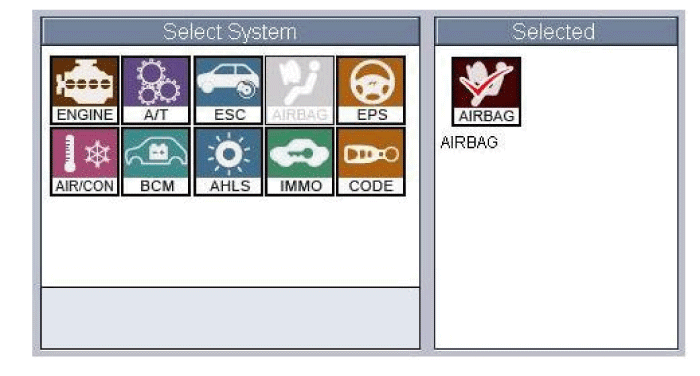 Select System
Selected
ENGINE A/T ESC AIRBAG EPS
AIR/CON BCM AHLS IMMO CODE
AIRBAG
AIRBAG